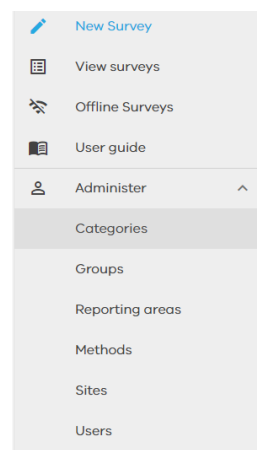 New Survey
View surveys
Offline Surveys
User guide
Administer
Categories
Groups
Reporting areas
Methods
Sites
Users